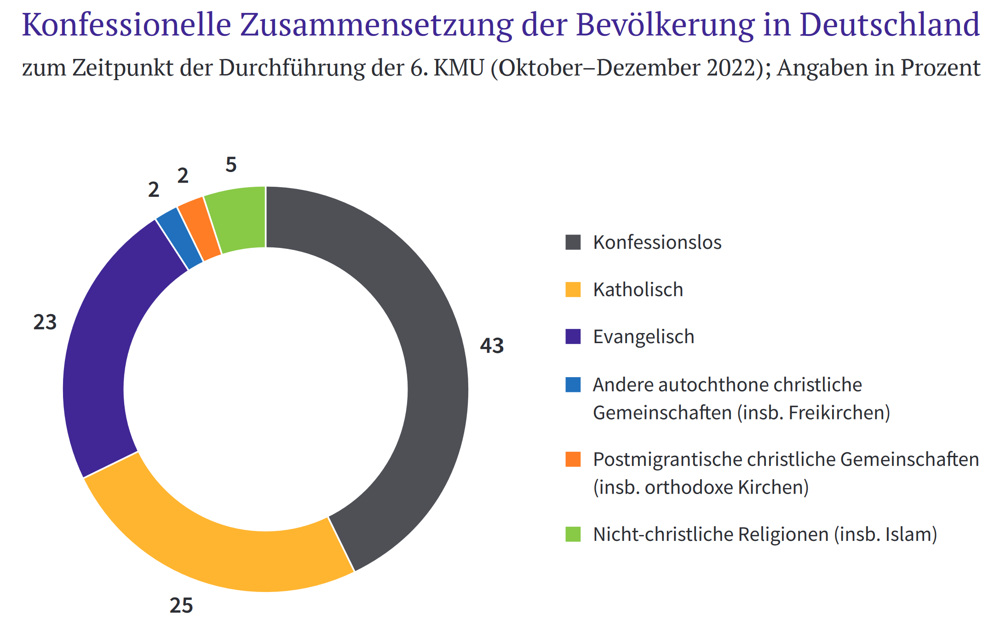 Konfessionelle Zusammensetzung der Bevölkerung in Deutschland
zum Zeitpunkt der Durchführung der 6. KMU (Oktober–Dezember 2022); Angaben in Prozent
5
2
2
23
43
25
Konfessionslos
Katholisch
Evangelisch
Andere autochthone christliche
Gemeinschaften (insb. Freikirchen)
Postmigrantische christliche Gemeinschaften
(insb. orthodoxe Kirchen)
Nicht-christliche Religionen (insb. Islam)